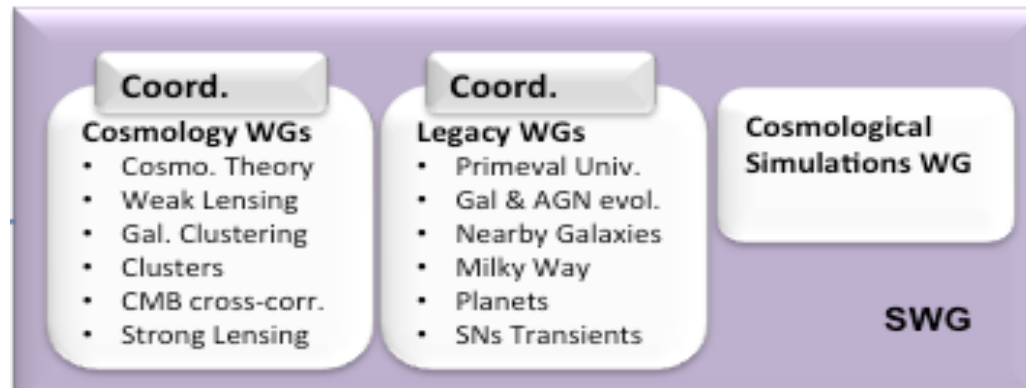 Coord.
Cosmology WGs
• Cosmo. Theory
• Weak Lensing
• Gal. Clustering
• Clusters
• CMB cross-corr.
• Strong Lensing
Coord.
Legacy WGs
• Primeval Univ.
• Gal & AGN evol.
• Nearby Galaxies
• Milky Way
• Planets
• SNs Transients
Cosmological
Simulations WG
SWG